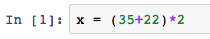 In [1]: x = (35+22)*2